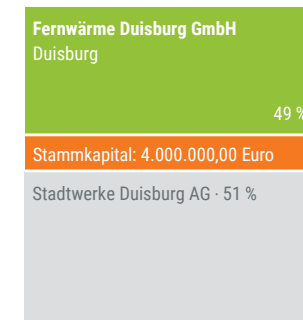 Fernwärme Duisburg GmbH
Duisburg
49 %
Stammkapital: 4.000.000,00 Euro
Stadtwerke Duisburg AG · 51 %